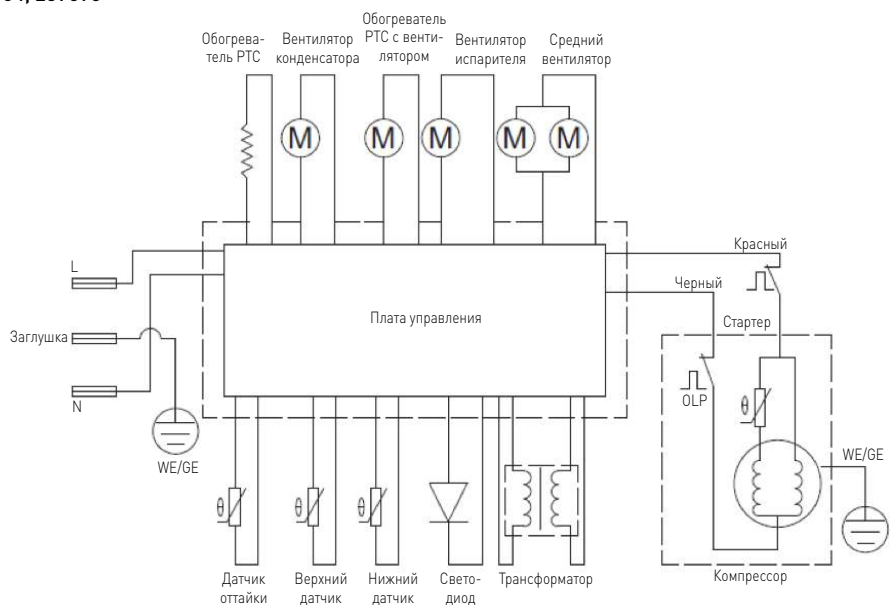 Обогрева-
тель PTC
Вентилятор
конденсатора
Обогреватель
PTC с венти-
лятором
Вентилятор
испарителя
Средний
вентилятор
M
M
M
M
M
L
Заглушка
N
WE/GE
Плата управления
Красный
Черный
Стартер
OLP
θ
WE/GE
Компрессор
θ
θ
θ
Датчик
оттайки
Верхний
датчик
Нижний
датчик
Свето-
диод
Трансформатор